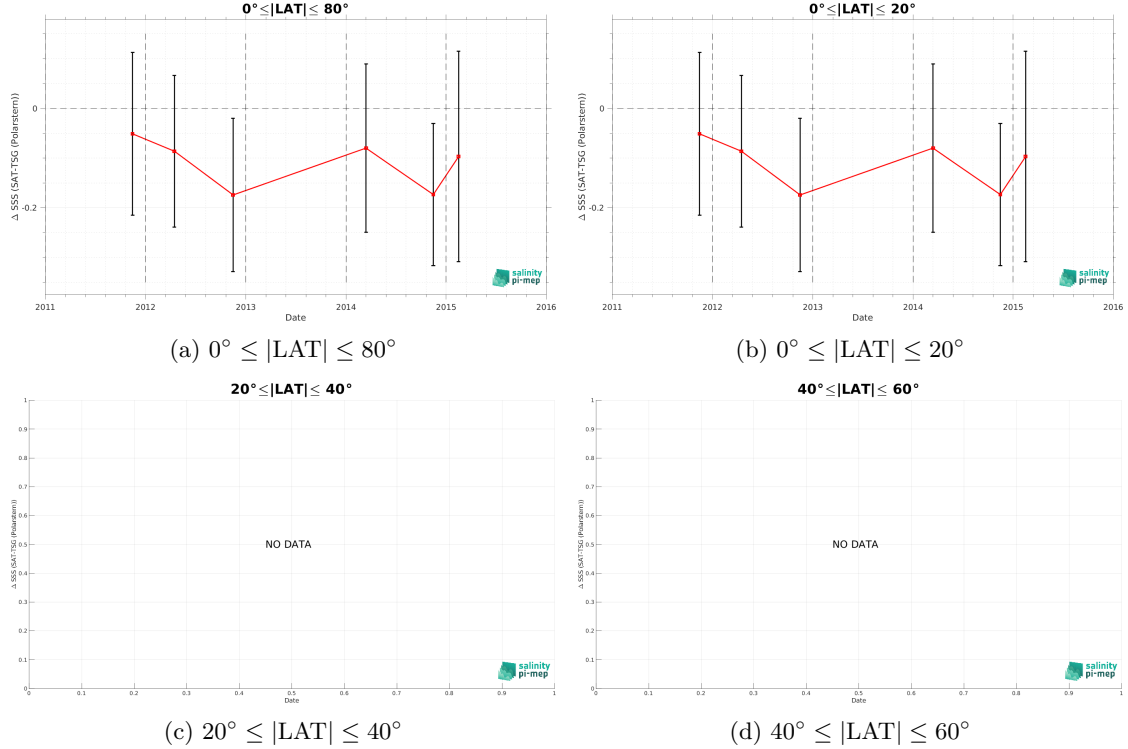 0°≤|LAT|≤ 80°
0
-0.2
Δ SSS (SAT-TSG (Polarstern))
2011 2012 2013 2014 2015 2016
Date
salinity
pi-mep
(a) 0° ≤ |LAT| ≤ 80°
0°≤|LAT|≤ 20°
0
-0.2
Δ SSS (SAT-TSG (Polarstern))
2011 2012 2013 2014 2015 2016
Date
salinity
pi-mep
(b) 0° ≤ |LAT| ≤ 20°
20°≤|LAT|≤ 40°
1
0.9
0.8
0.7
0.6
0.5
0.4
0.3
0.2
0.1
0
Δ SSS (SAT-TSG (Polarstern))
NO DATA
0 0.1 0.2 0.3 0.4 0.5 0.6 0.7 0.8 0.9 1
Date
salinity
pi-mep
(c) 20° ≤ |LAT| ≤ 40°
40°≤|LAT|≤ 60°
1
0.9
0.8
0.7
0.6
0.5
0.4
0.3
0.2
0.1
0
Δ SSS (SAT-TSG (Polarstern))
NO DATA
0 0.1 0.2 0.3 0.4 0.5 0.6 0.7 0.8 0.9 1
Date
salinity
pi-mep
(d) 40° ≤ |LAT| ≤ 60°